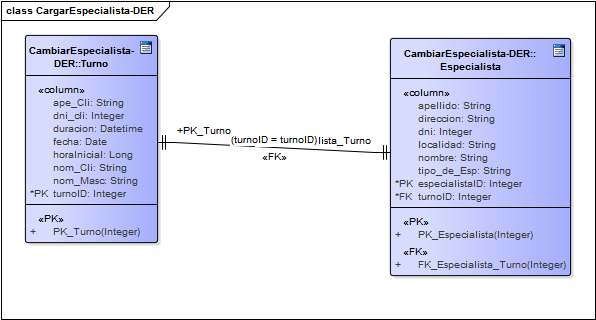 class CargarEspecialista-DER
CambiarEspecialista-
DER::Turno
«column»
ape_Cli: String
dni_cli: Integer
duracion: Datetime
fecha: Date
horaInicial: Long
nom_Cli: String
nom_Masc: String
*PK turnoID: Integer
«PK»
+ PK_Turno(Integer)
+PK_Turno
(turnoID = turnoID)
lista_Turno
«FK»
CambiarEspecialista-DER::
Especialista
«column»
apellido: String
direccion: String
dni: Integer
localidad: String
nombre: String
tipo_de_Esp: String
*PK especialistaID: Integer
*FK turnoID: Integer
«PK»
+ PK_Especialista(Integer)
«FK»
+ FK_Especialista_Turno(Integer)